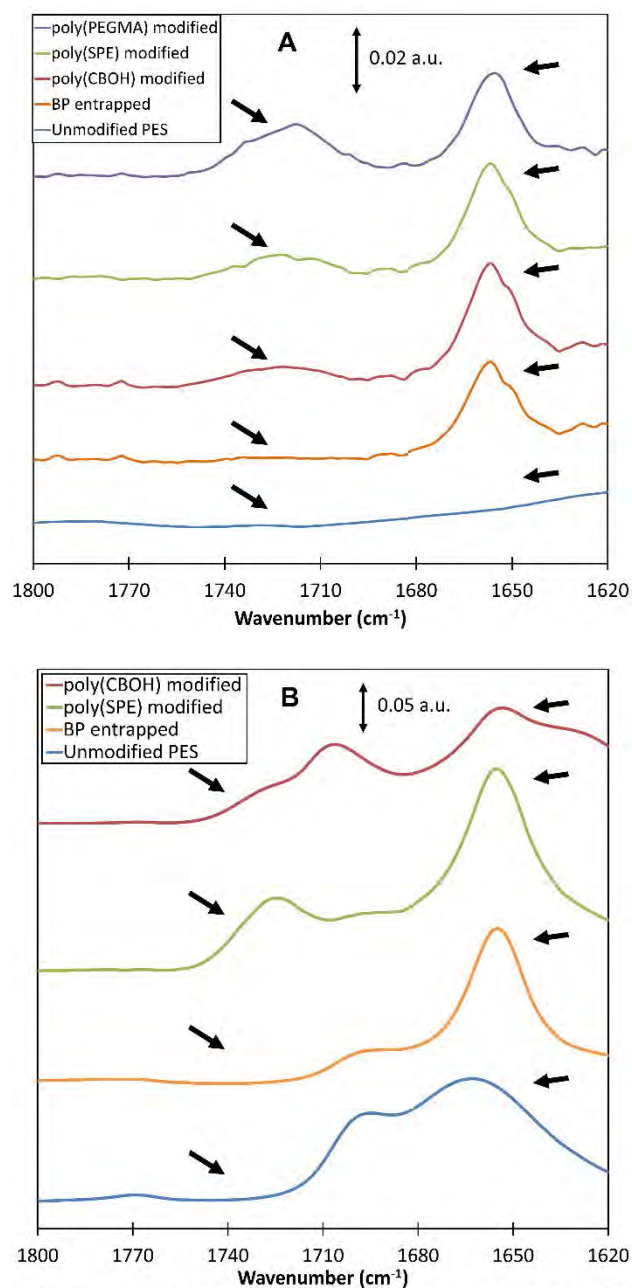 poly(PEGMA) modified
poly(SPE) modified
poly(CBOH) modified
BP entrapped
Unmodified PES
A
0.02 a.u.
1800 1770 1740 1710 1680 1650 1620
Wavenumber (cm⁻¹)
poly(CBOH) modified
poly(SPE) modified
BP entrapped
Unmodified PES
B
0.05 a.u.
1800 1770 1740 1710 1680 1650 1620
Wavenumber (cm⁻¹)